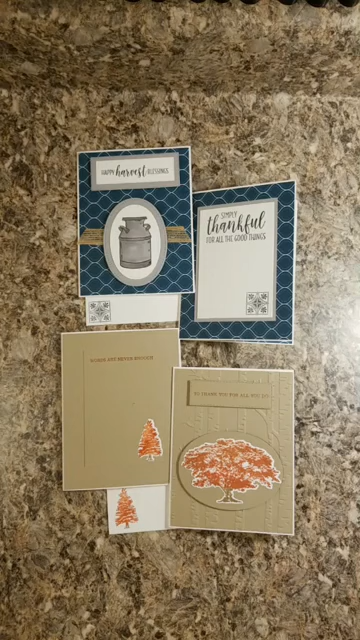 HAPPY harvest BLESSINGS
SIMPLY
thankful
FOR ALL THE GOOD THINGS
WORDS ARE NEVER ENOUGH
TO THANK YOU FOR ALL YOU DO